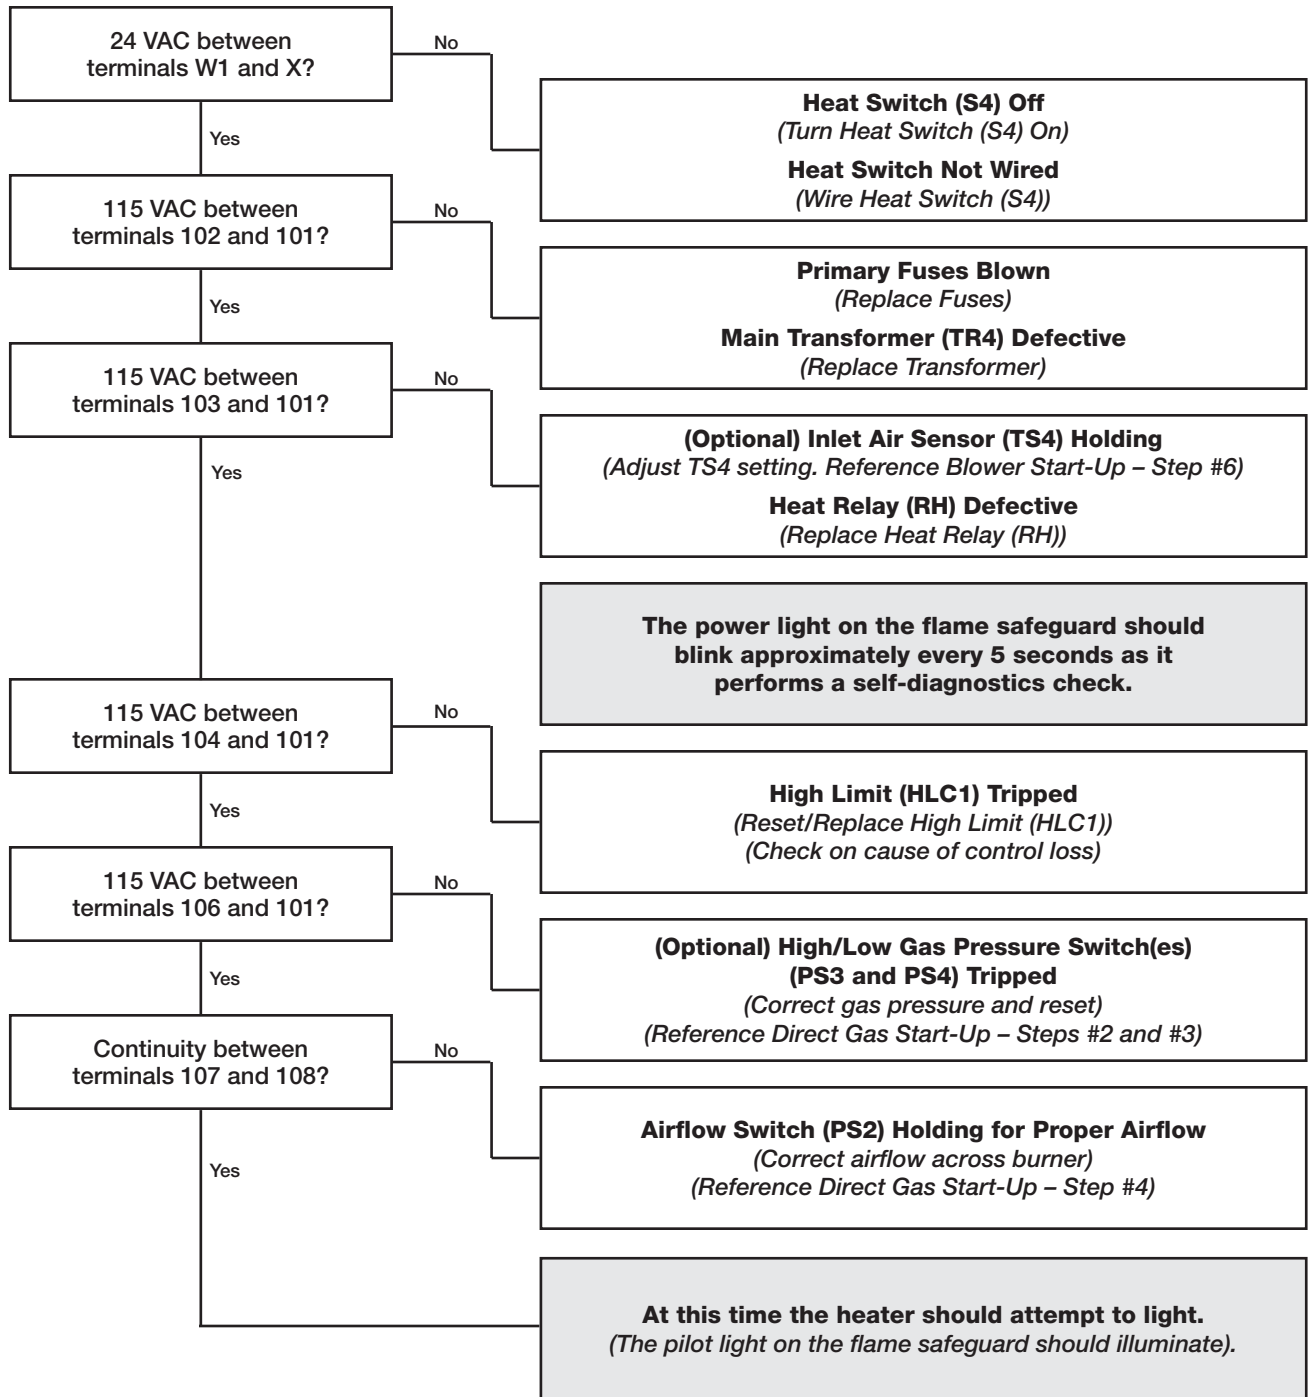 24 VAC between
terminals W1 and X?
No
Heat Switch (S4) Off
(Turn Heat Switch (S4) On)
Heat Switch Not Wired
(Wire Heat Switch (S4))
Yes
115 VAC between
terminals 102 and 101?
No
Primary Fuses Blown
(Replace Fuses)
Main Transformer (TR4) Defective
(Replace Transformer)
Yes
115 VAC between
terminals 103 and 101?
No
(Optional) Inlet Air Sensor (TS4) Holding
(Adjust TS4 setting. Reference Blower Start-Up – Step #6)
Heat Relay (RH) Defective
(Replace Heat Relay (RH))
Yes
The power light on the flame safeguard should
blink approximately every 5 seconds as it
performs a self-diagnostics check.
115 VAC between
terminals 104 and 101?
No
High Limit (HLC1) Tripped
(Reset/Replace High Limit (HLC1))
(Check on cause of control loss)
Yes
115 VAC between
terminals 106 and 101?
No
(Optional) High/Low Gas Pressure Switch(es)
(PS3 and PS4) Tripped
(Correct gas pressure and reset)
(Reference Direct Gas Start-Up – Steps #2 and #3)
Yes
Continuity between
terminals 107 and 108?
No
Airflow Switch (PS2) Holding for Proper Airflow
(Correct airflow across burner)
(Reference Direct Gas Start-Up – Step #4)
Yes
At this time the heater should attempt to light.
(The pilot light on the flame safeguard should illuminate).